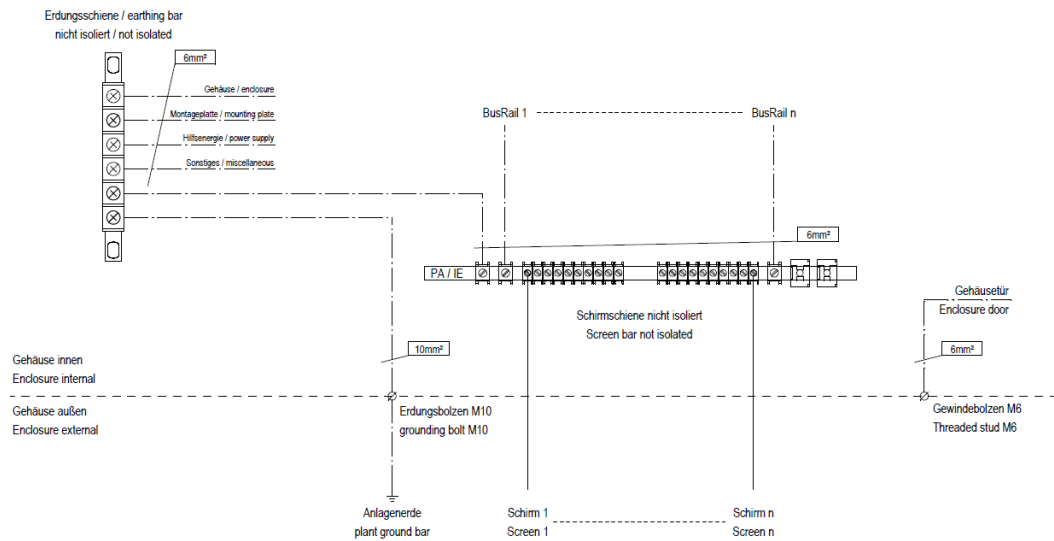 Erdungsschiene / earthing bar
nicht isoliert / not isolated
6mm²
Gehäuse / enclosure
Montageplatte / mounting plate
Hilfsenergie / power supply
Sonstiges / miscellaneous
BusRail 1
BusRail n
6mm²
PA / IE
Schirmschiene nicht isoliert
Screen bar not isolated
Gehäusetür
Enclosure door
10mm²
6mm²
Gehäuse innen
Enclosure internal
Gehäuse außen
Enclosure external
Erdungsbolzen M10
grounding bolt M10
Gewindebolzen M6
Threaded stud M6
Anlagenerde
plant ground bar
Schirm 1
Screen 1
Schirm n
Screen n